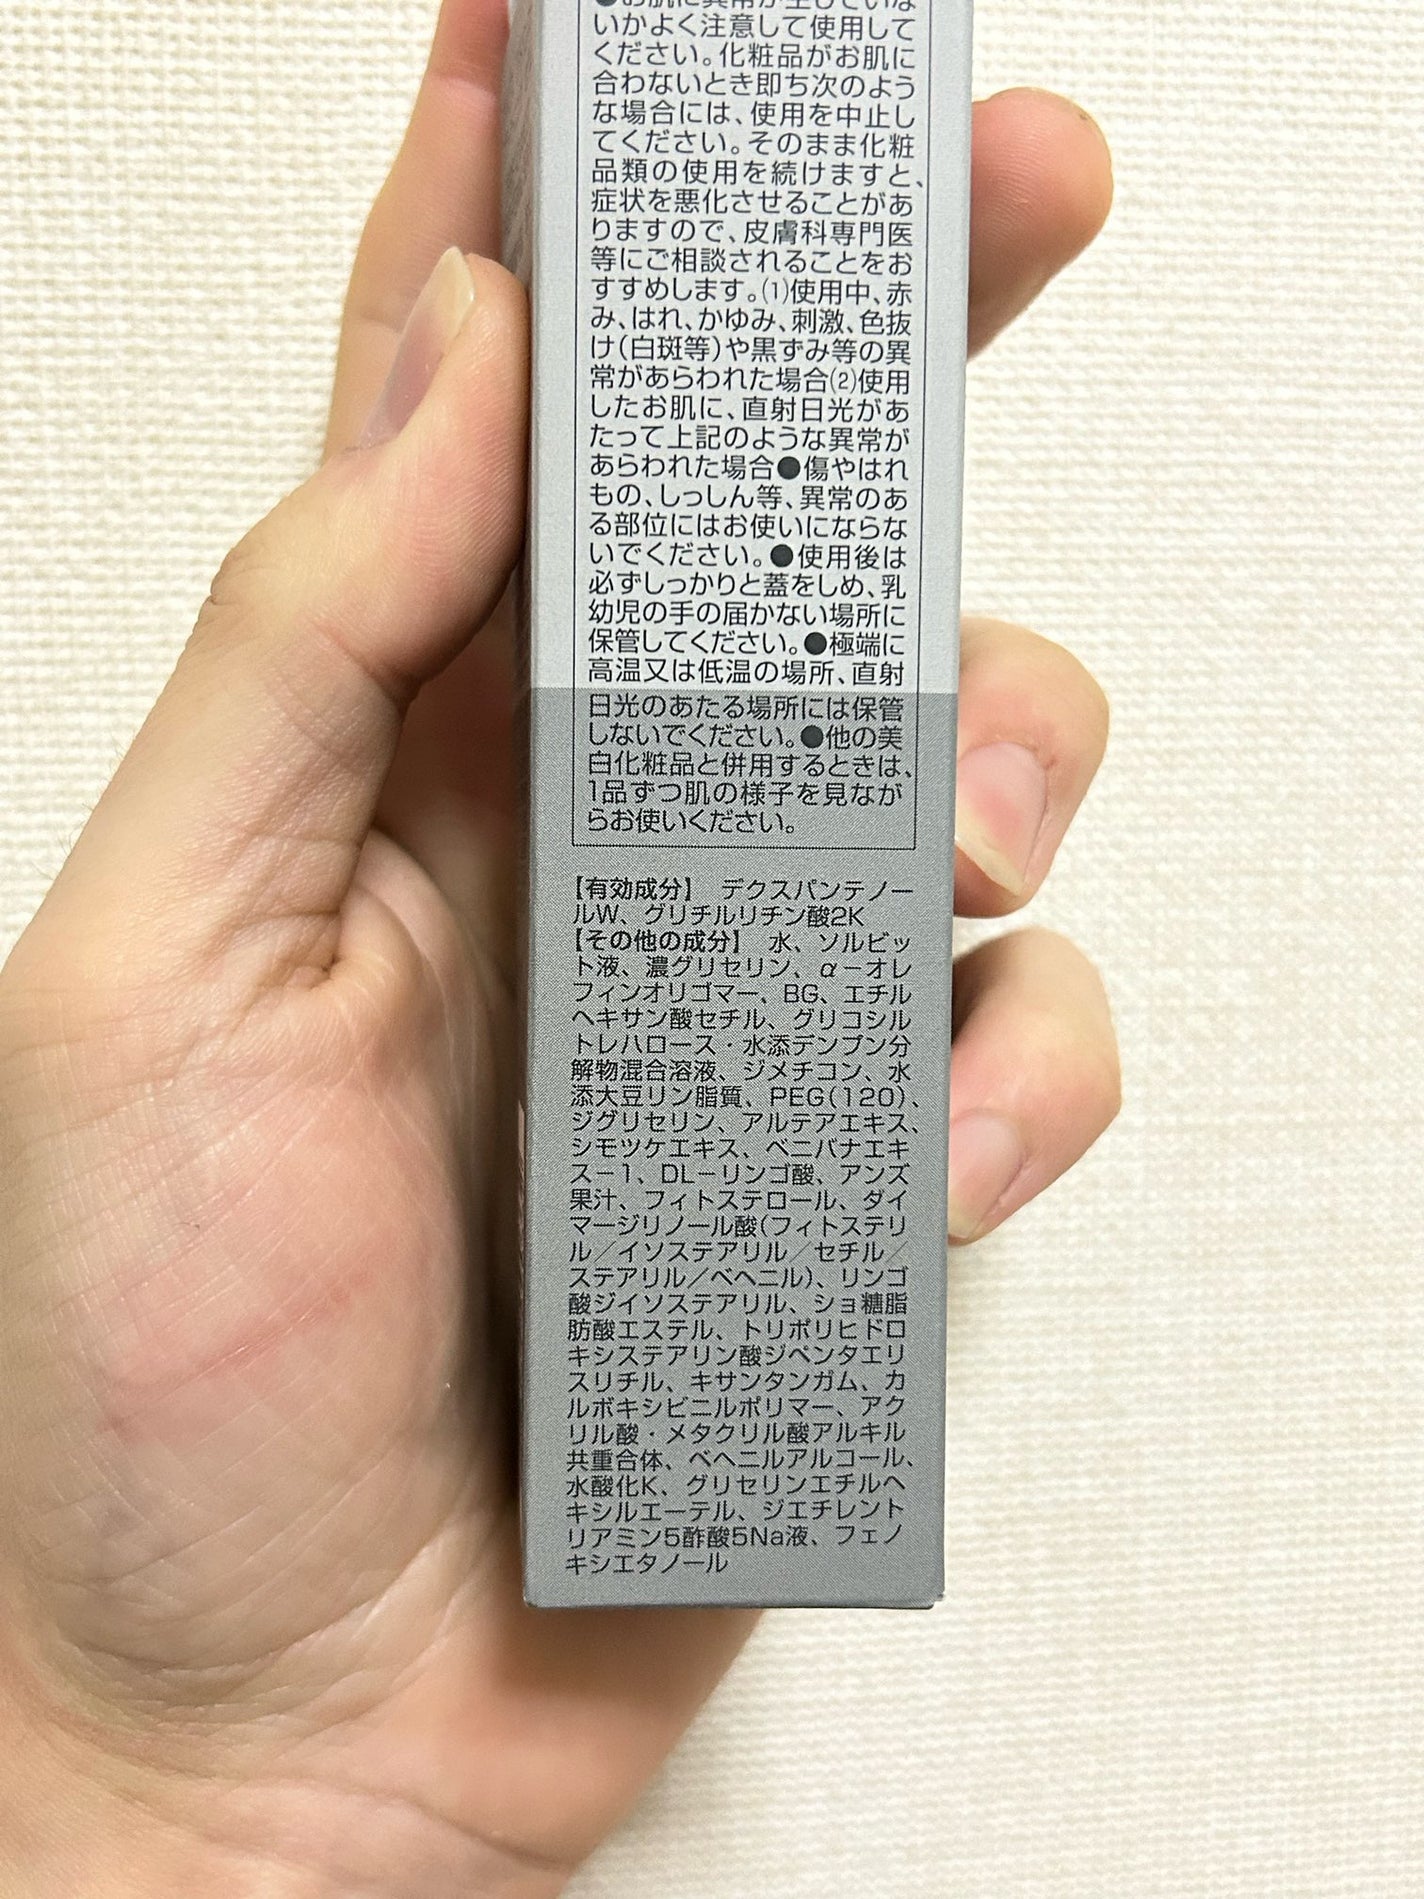 ●お肌に異常が生じていな
いかよく注意して使用して
ください。化粧品がお肌に
合わないとき即ち次のよう
な場合には、使用を中止し
てください。そのまま化粧
品類の使用を続けますと、
症状を悪化させることがあ
りますので、皮膚科専門医
等にご相談されることをお
すすめします。⑴使用中、赤
み、はれ、かゆみ、刺激、色抜
け(白斑等)や黒ずみ等の異
常があらわれた場合⑵使用
したお肌に、直射日光があ
たって上記のような異常が
あらわれた場合●傷やはれ
もの、しっしん等、異常のあ
る部位にはお使いにならな
いでください。●使用後は
必ずしっかりと蓋をしめ、乳
幼児の手の届かない場所に
保管してください。●極端に
高温又は低温の場所、直射
日光のあたる場所には保管
しないでください。●他の美
白化粧品と併用するときは、
1品ずつ肌の様子を見なが
らお使いください。
【有効成分】 デクスパンテノー
ルW、グリチルリチン酸2K
【その他の成分】 水、ソルビッ
ト液、濃グリセリン、α－オレ
フィンオリゴマー、BG、エチル
ヘキサン酸セチル、グリコシル
トレハロース・水添デンプン分
解物混合溶液、ジメチコン、水
添大豆リン脂質、PEG(120)、
ジグリセリン、アルテアエキス、
シモツケエキス、ベニバナエキ
ス－1、DL－リンゴ酸、アンズ
果汁、フィトステロール、ダイ
マージリノール酸(フィトステリ
ル／イソステアリル／セチル／
ステアリル／ベヘニル)、リンゴ
酸ジイソステアリル、ショ糖脂
肪酸エステル、トリポリヒドロ
キシステアリン酸ジペンタエリ
スリチル、キサンタンガム、カ
ルボキシビニルポリマー、アク
リル酸・メタクリル酸アルキル
共重合体、ベヘニルアルコール、
水酸化K、グリセリンエチルヘ
キシルエーテル、ジエチレント
リアミン5酢酸5Na液、フェノ
キシエタノール